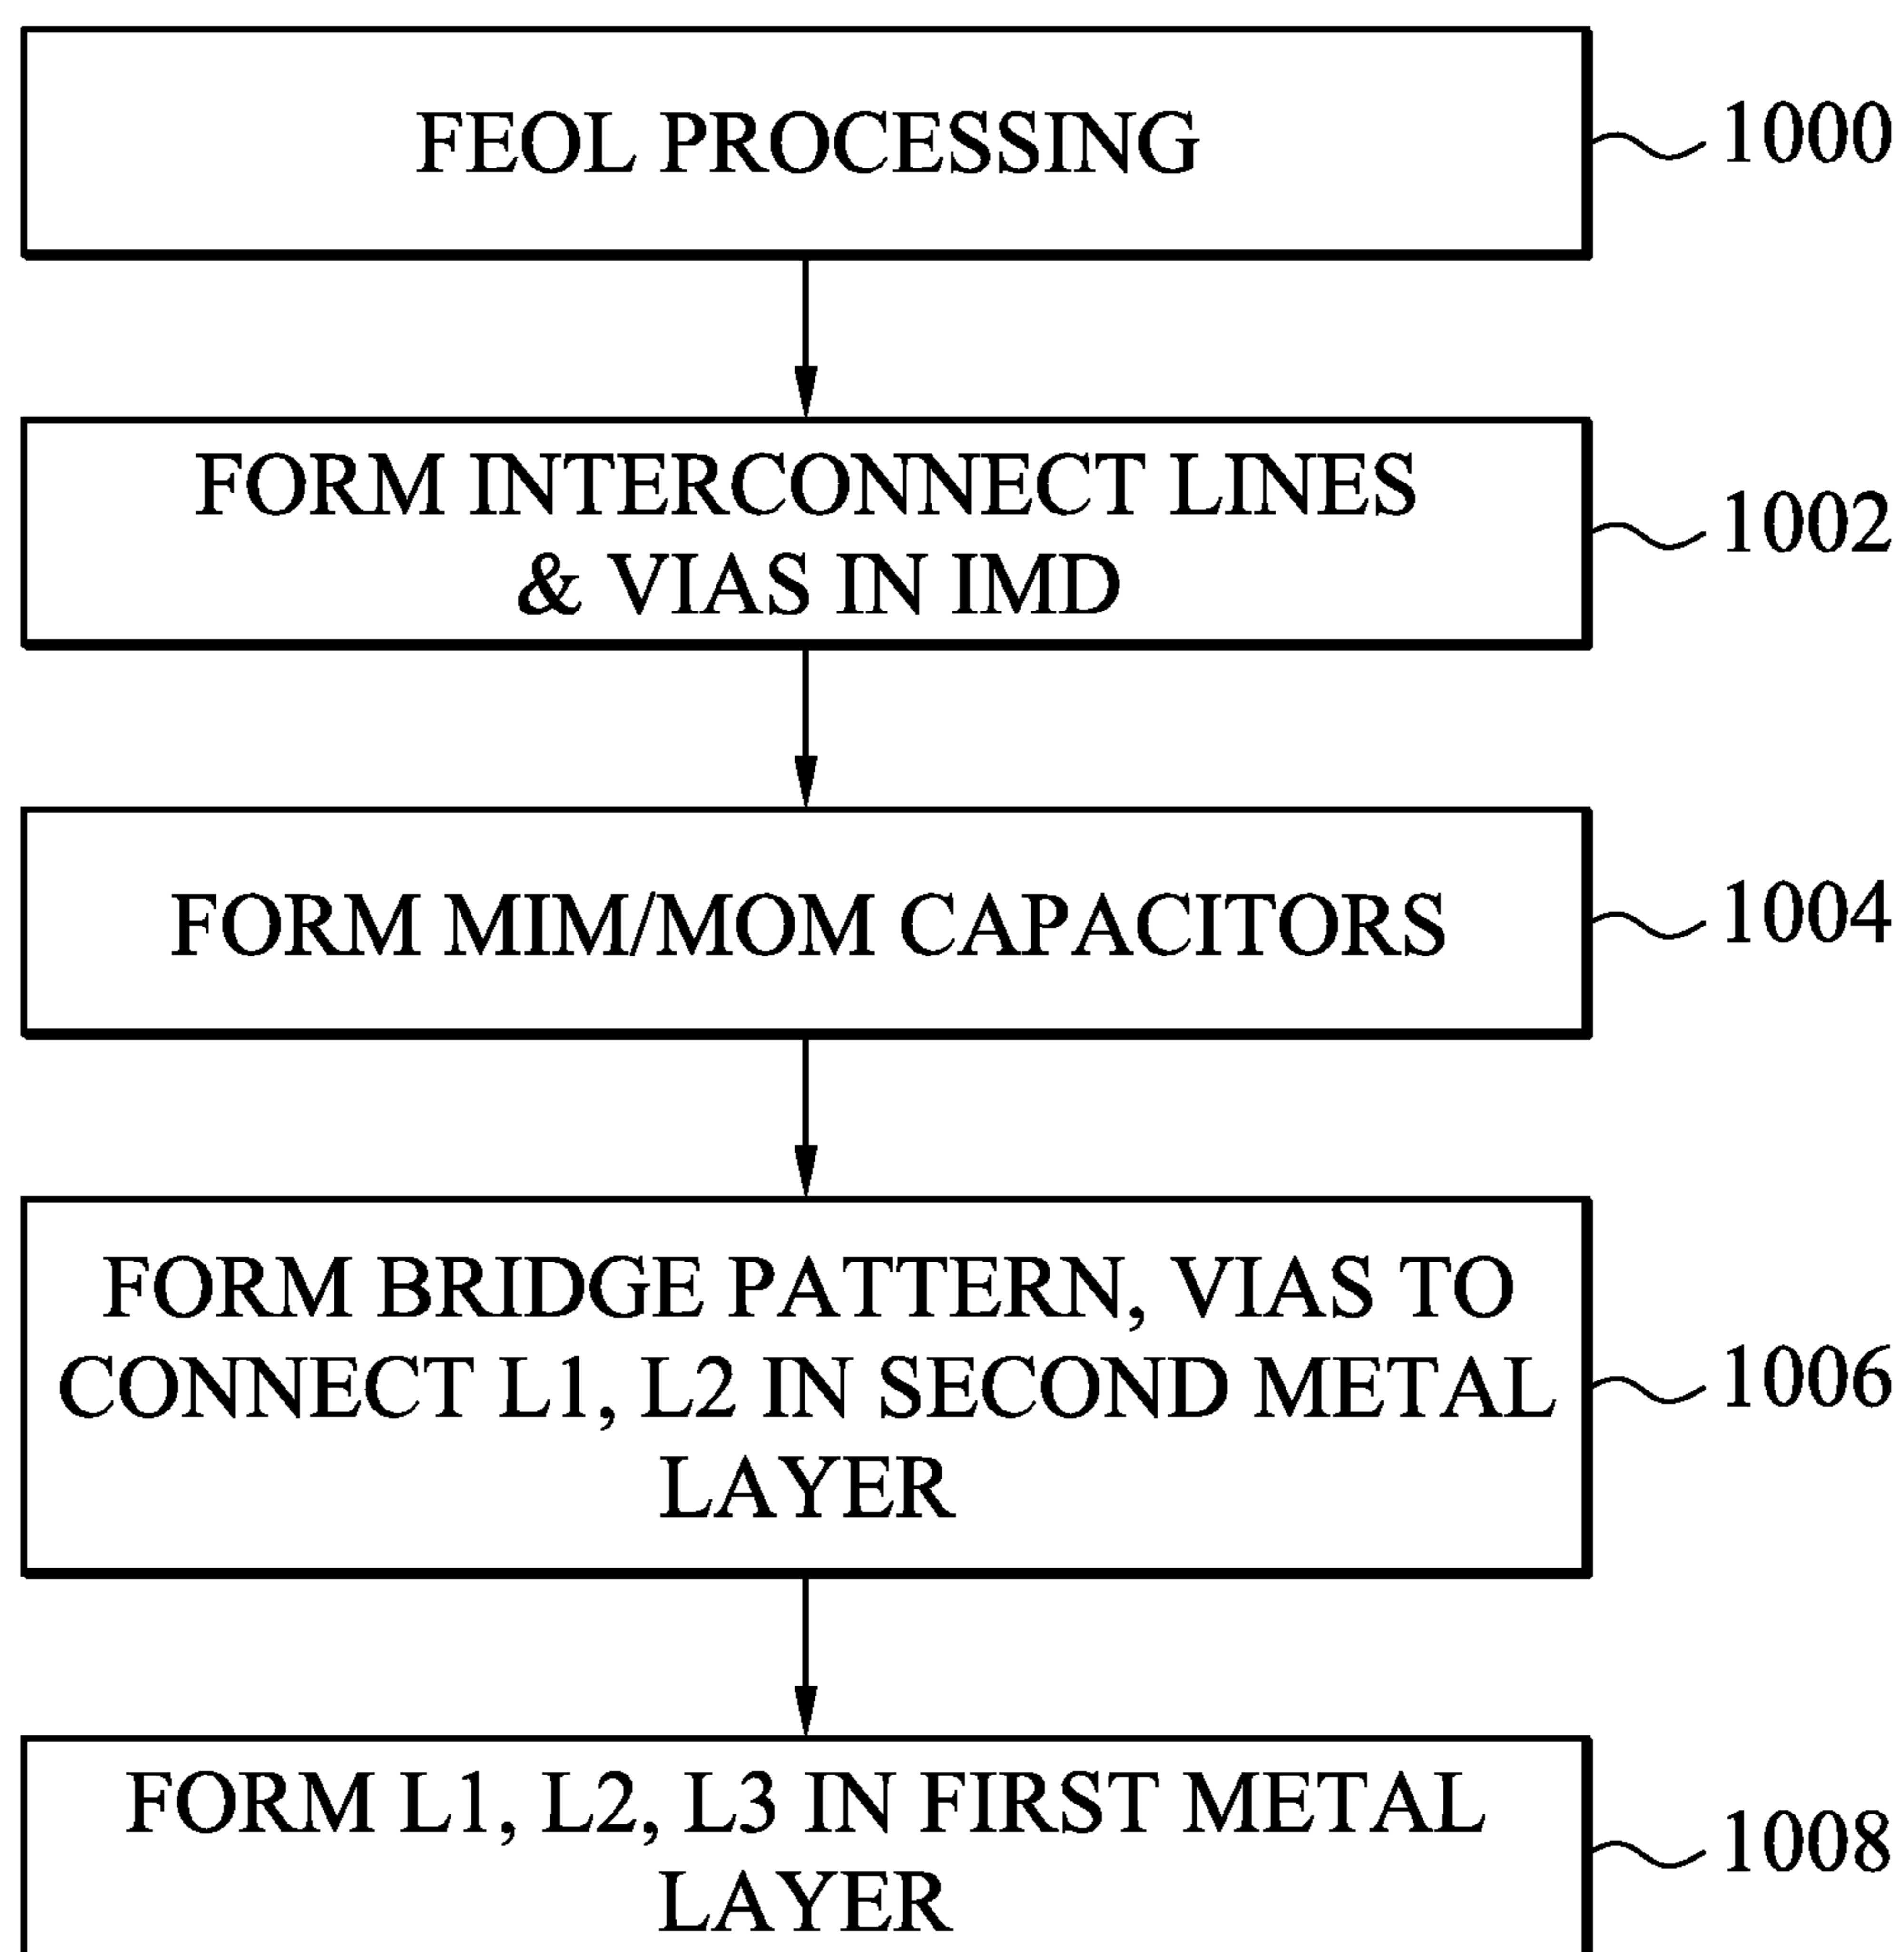 FEOL PROCESSING
1000
FORM INTERCONNECT LINES
& VIAS IN IMD
1002
FORM MIM/MOM CAPACITORS
1004
FORM BRIDGE PATTERN, VIAS TO
CONNECT L1, L2 IN SECOND METAL
LAYER
1006
FORM L1, L2, L3 IN FIRST METAL
LAYER
1008